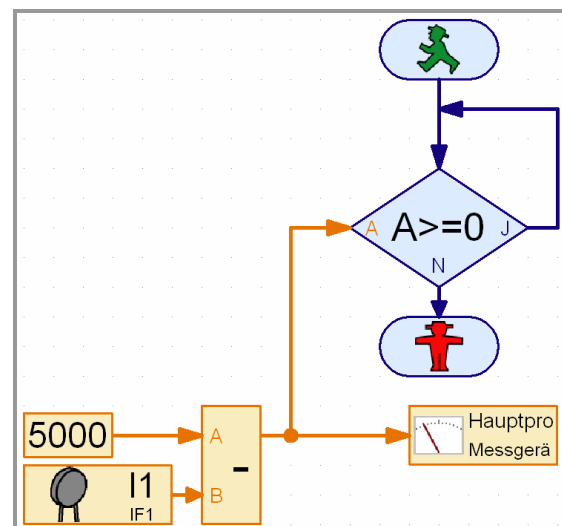 A A>=0 J
N
5000
A
-
B
I1
IF1
Hauptpro
Messgerä